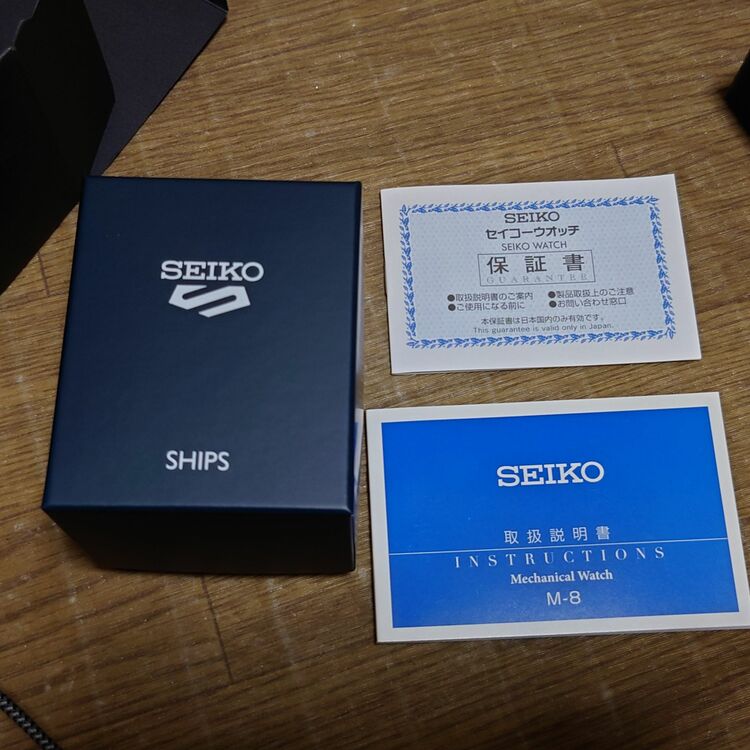 SEIKO
SHIPS
SEIKO
セイコーウオッチ
SEIKO WATCH
保証書
GUARANTEE
●取扱説明書のご案内 ●製品取扱上のご注意
●ご使用になる前に ●お問い合わせ窓口
本保証書は日本国内のみ有効です。
This guarantee is valid only in Japan.
SEIKO
取扱説明書
INSTRUCTIONS
Mechanical Watch
M-8